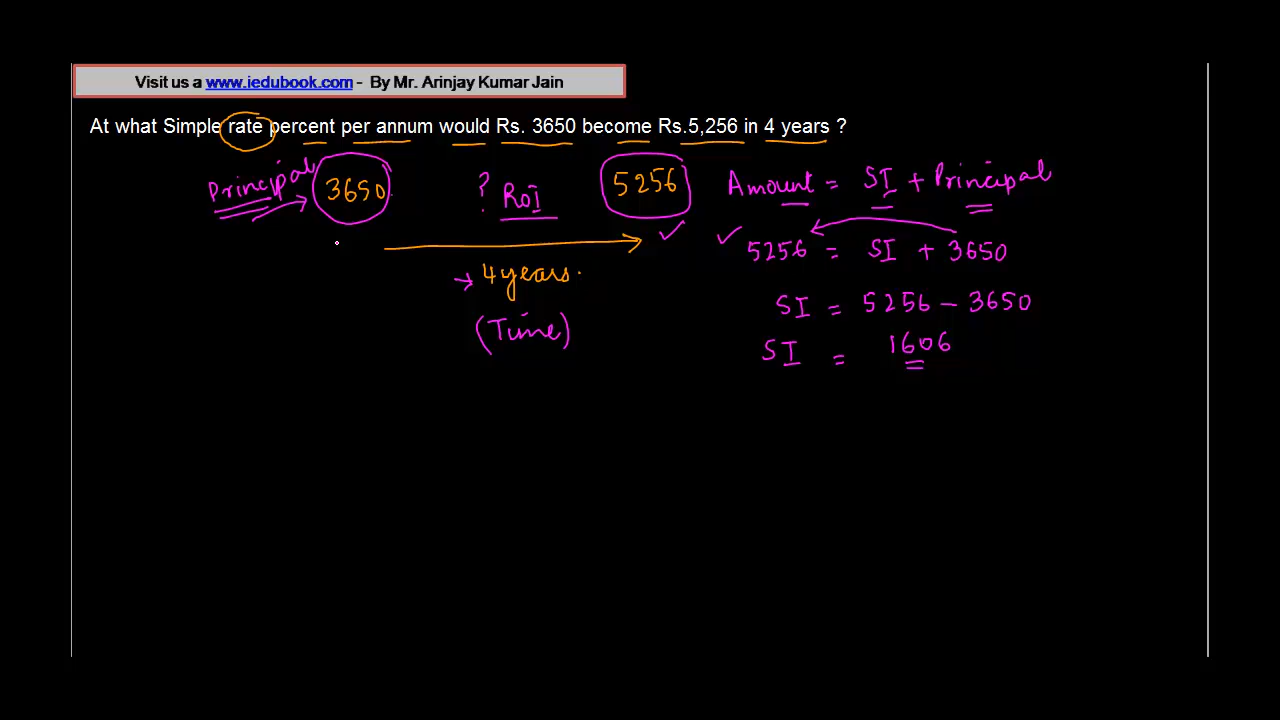 Visit us a www.iedubook.com - By Mr. Arinjay Kumar Jain
At what Simple rate percent per annum would Rs. 3650 become Rs.5,256 in 4 years ?
Principal 3650 ? RoI 5256
4 years.
(Time)
Amount = SI + Principal
5256 = SI + 3650
SI = 5256 - 3650
SI = 1606